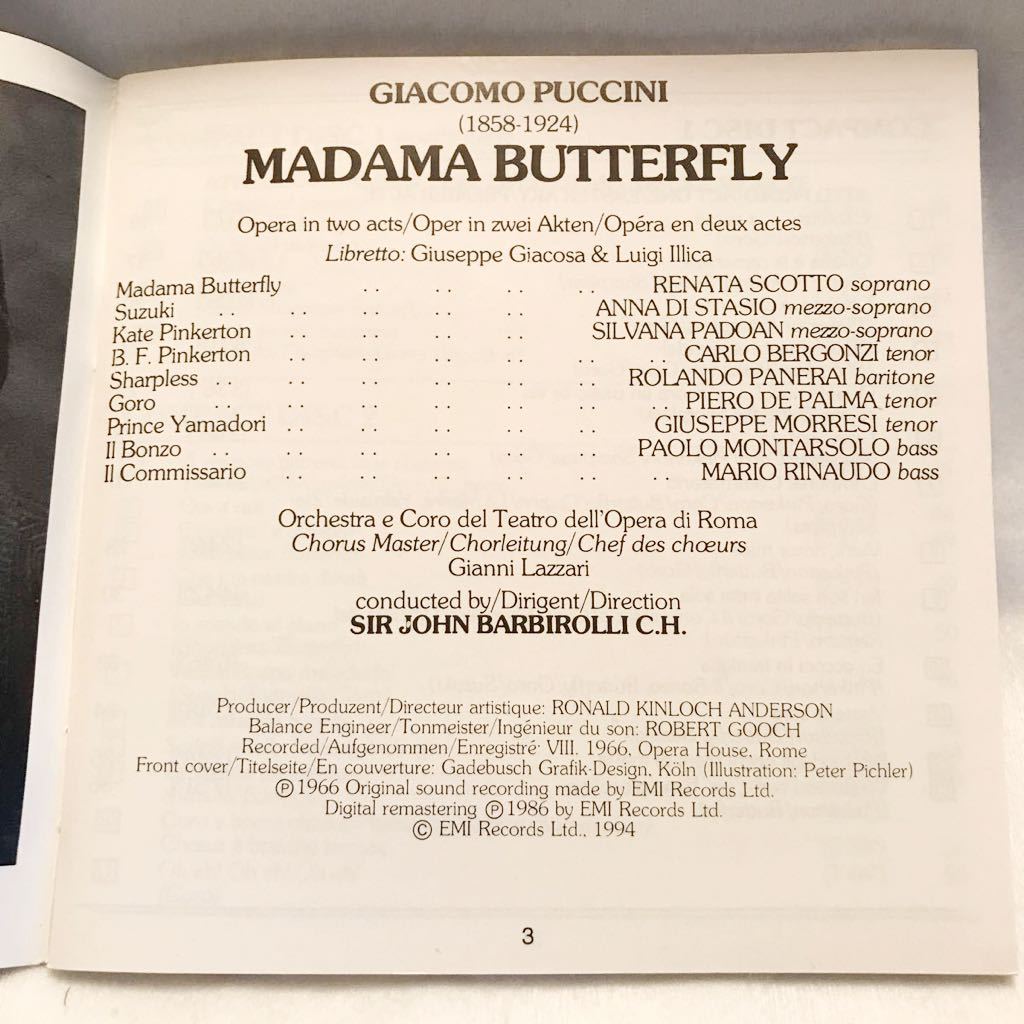 GIACOMO PUCCINI
(1858-1924)
MADAMA BUTTERFLY
Opera in two acts/Oper in zwei Akten/Opéra en deux actes
Libretto: Giuseppe Giacosa & Luigi Illica
Madama Butterfly .. .. .. .. RENATA SCOTTO soprano
Suzuki .. .. .. .. .. ANNA DI STASIO mezzo-soprano
Kate Pinkerton .. .. .. .. SILVANA PADOAN mezzo-soprano
B. F. Pinkerton .. .. .. .. .. .. CARLO BERGONZI tenor
Sharpless .. .. .. .. .. ROLANDO PANERAI baritone
Goro .. .. .. .. .. .. PIERO DE PALMA tenor
Prince Yamadori .. .. .. .. .. GIUSEPPE MORRESI tenor
Il Bonzo .. .. .. .. .. PAOLO MONTARSOLO bass
Il Commissario .. .. .. .. .. MARIO RINAUDO bass
Orchestra e Coro del Teatro dell'Opera di Roma
Chorus Master/Chorleitung/Chef des chœurs
Gianni Lazzari
conducted by/Dirigent/Direction
SIR JOHN BARBIROLLI C.H.
Producer/Produzent/Directeur artistique: RONALD KINLOCH ANDERSON
Balance Engineer/Tonmeister/Ingénieur du son: ROBERT GOOCH
Recorded/Aufgenommen/Enregistré: VIII. 1966, Opera House, Rome
Front cover/Titelseite/En couverture: Gadebusch Grafik-Design, Köln (Illustration: Peter Pichler)
℗ 1966 Original sound recording made by EMI Records Ltd.
Digital remastering ℗ 1986 by EMI Records Ltd.
© EMI Records Ltd., 1994
3